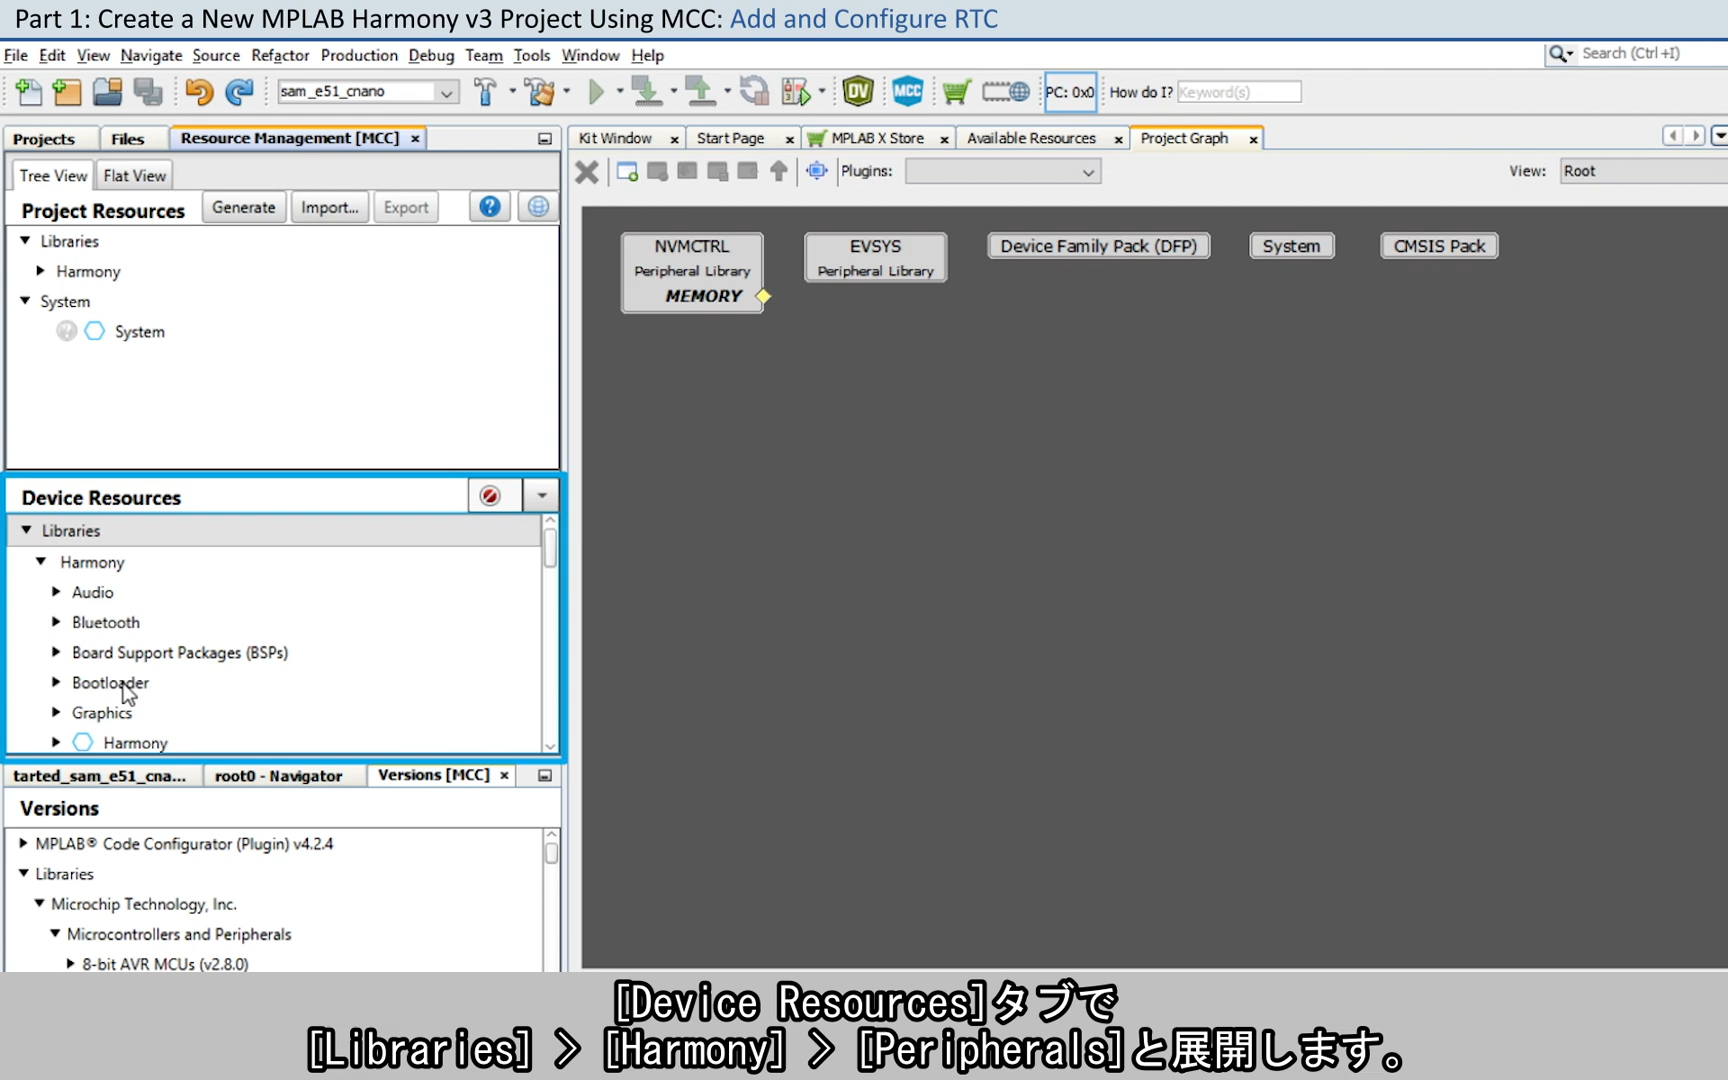 Part 1: Create a New MPLAB Harmony v3 Project Using MCC: Add and Configure RTC
File Edit View Navigate Source Refactor Production Debug Team Tools Window Help
Search (Ctrl+I)
sam_e51_cnano
DV
MCC
PC: 0x0
How do I?
Keyword(s)
Projects Files Resource Management [MCC] ×
Kit Window × Start Page × MPLAB X Store × Available Resources × Project Graph ×
Tree View Flat View
Plugins:
View: Root
Project Resources Generate Import... Export
Libraries
Harmony
System
System
NVMCTRL
Peripheral Library
MEMORY
EVSYS
Peripheral Library
Device Family Pack (DFP)
System
CMSIS Pack
Device Resources
Libraries
Harmony
Audio
Bluetooth
Board Support Packages (BSPs)
Bootloader
Graphics
Harmony
tarted_sam_e51_cna... root0 - Navigator Versions [MCC] ×
Versions
MPLAB® Code Configurator (Plugin) v4.2.4
Libraries
Microchip Technology, Inc.
Microcontrollers and Peripherals
8-bit AVR MCUs (v2.8.0)
[Device Resources]タブで
[Libraries] > [Harmony] > [Peripherals]と展開します。